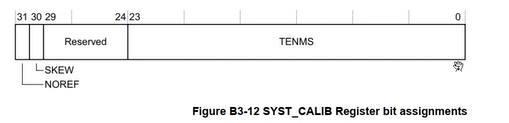 31 30 29 24 23 0
Reserved TENMS
SKEW
NOREF
Figure B3-12 SYST_CALIB Register bit assignments